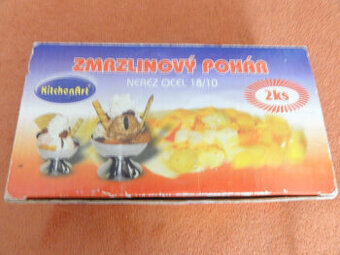 ZMRZLINOVÝ POHÁR
NEREZ OCEL 18/10
KitchenArt
2ks